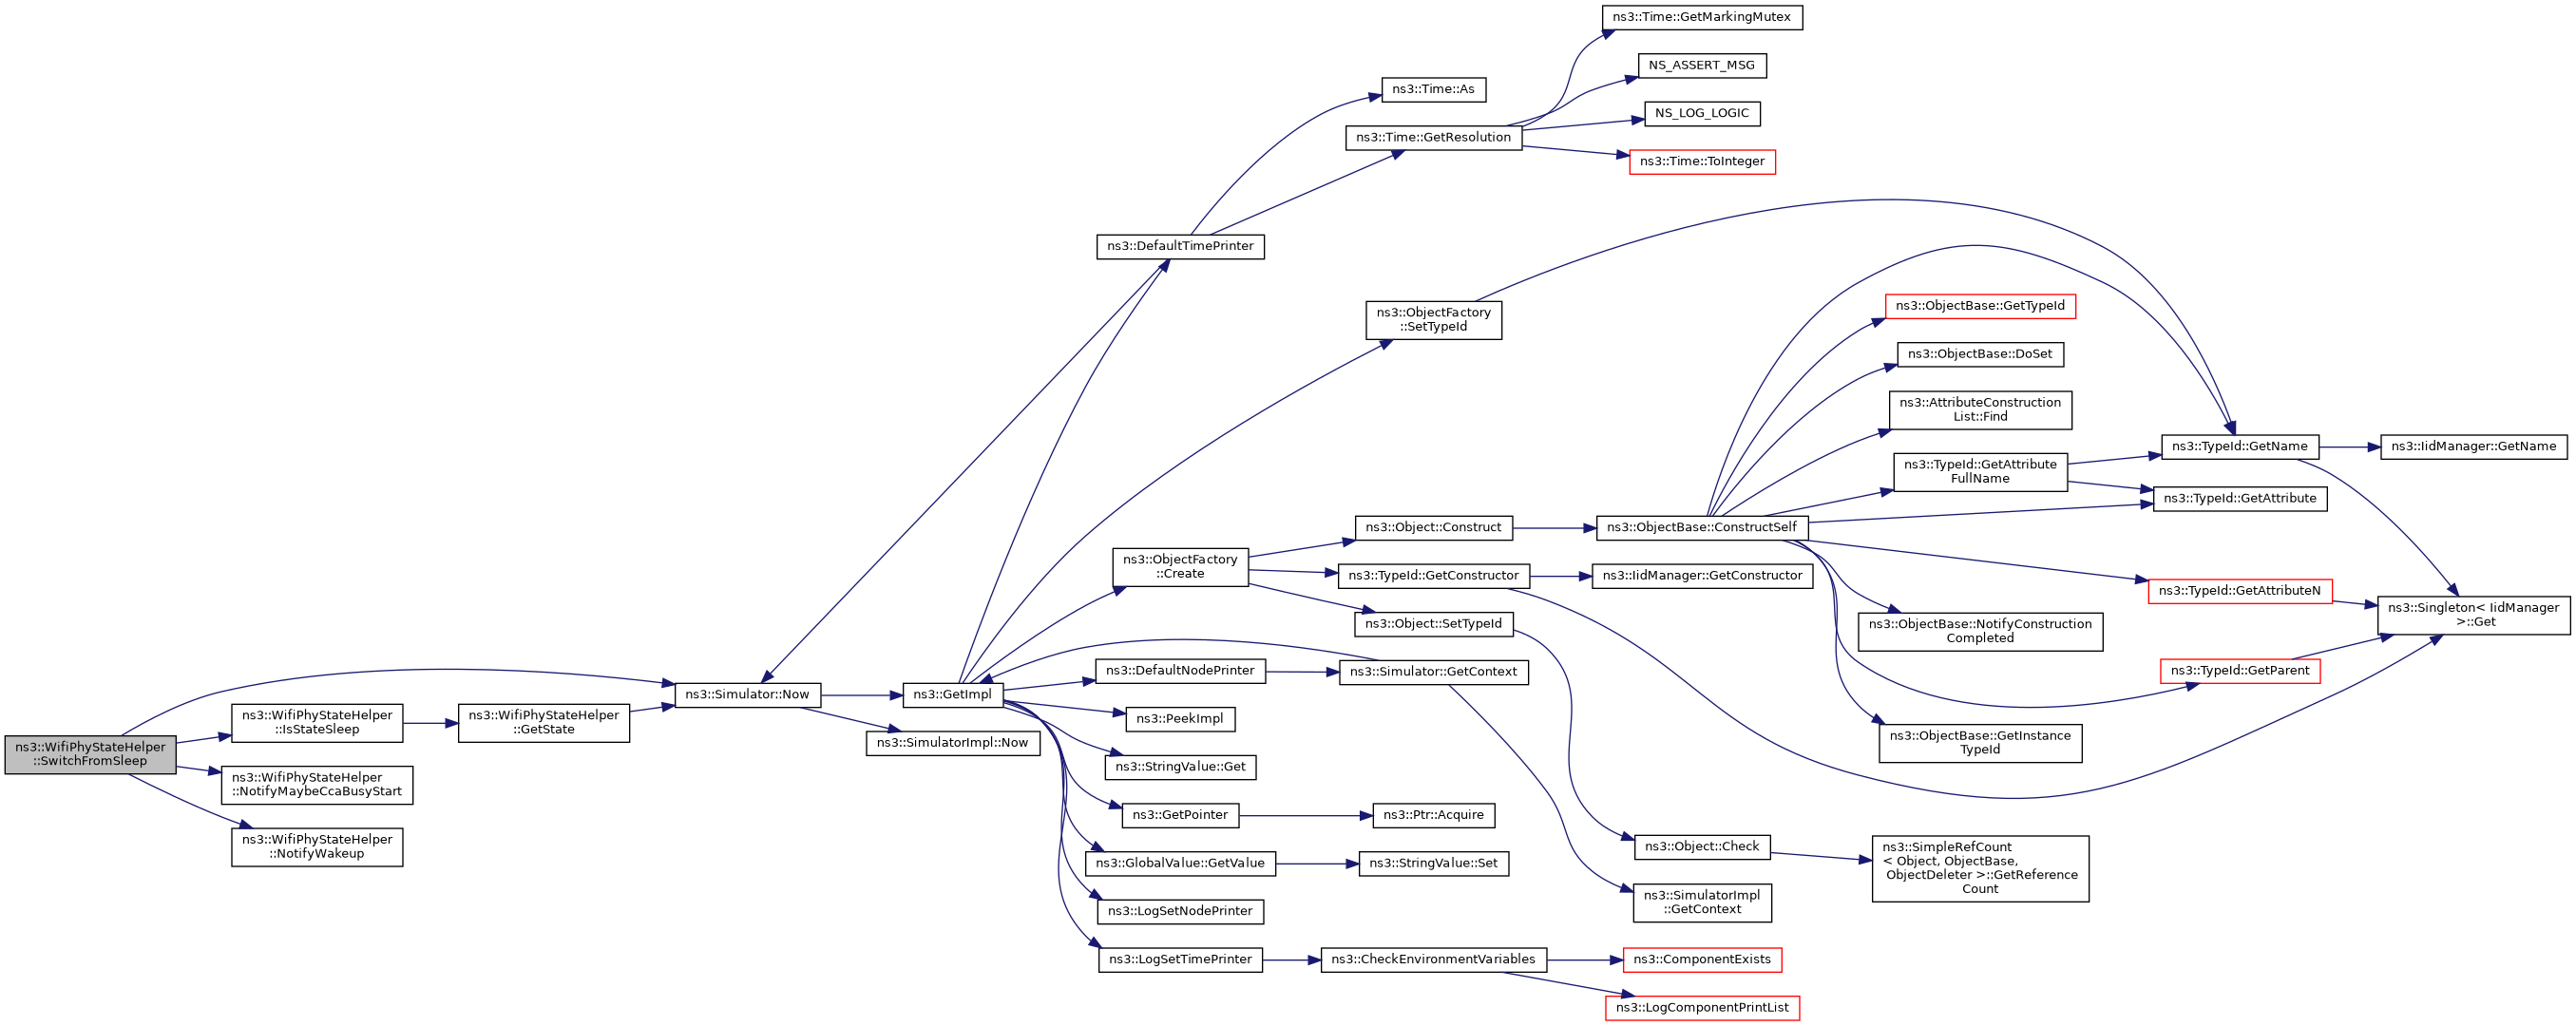 ns3::Time::GetMarkingMutex
NS_ASSERT_MSG
ns3::Time::As
NS_LOG_LOGIC
ns3::Time::GetResolution
ns3::Time::ToInteger
ns3::DefaultTimePrinter
ns3::ObjectFactory
::SetTypeId
ns3::ObjectBase::GetTypeId
ns3::ObjectBase::DoSet
ns3::AttributeConstruction
List::Find
ns3::TypeId::GetName
ns3::IidManager::GetName
ns3::TypeId::GetAttribute
FullName
ns3::TypeId::GetAttribute
ns3::Object::Construct
ns3::ObjectBase::ConstructSelf
ns3::ObjectFactory
::Create
ns3::TypeId::GetConstructor
ns3::IidManager::GetConstructor
ns3::TypeId::GetAttributeN
ns3::Singleton< IidManager
>::Get
ns3::Object::SetTypeId
ns3::ObjectBase::NotifyConstruction
Completed
ns3::DefaultNodePrinter
ns3::Simulator::GetContext
ns3::TypeId::GetParent
ns3::Simulator::Now
ns3::GetImpl
ns3::WifiPhyStateHelper
::IsStateSleep
ns3::WifiPhyStateHelper
::GetState
ns3::PeekImpl
ns3::SimulatorImpl::Now
ns3::ObjectBase::GetInstance
TypeId
ns3::WifiPhyStateHelper
::SwitchFromSleep
ns3::StringValue::Get
ns3::WifiPhyStateHelper
::NotifyMaybeCcaBusyStart
ns3::GetPointer
ns3::Ptr::Acquire
ns3::WifiPhyStateHelper
::NotifyWakeup
ns3::Object::Check
ns3::SimpleRefCount
< Object, ObjectBase,
ObjectDeleter >::GetReference
Count
ns3::GlobalValue::GetValue
ns3::StringValue::Set
ns3::SimulatorImpl
::GetContext
ns3::LogSetNodePrinter
ns3::LogSetTimePrinter
ns3::CheckEnvironmentVariables
ns3::ComponentExists
ns3::LogComponentPrintList